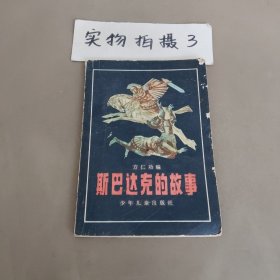 实物拍摄3
方仁劭编
斯巴达克的故事
少年儿童出版社